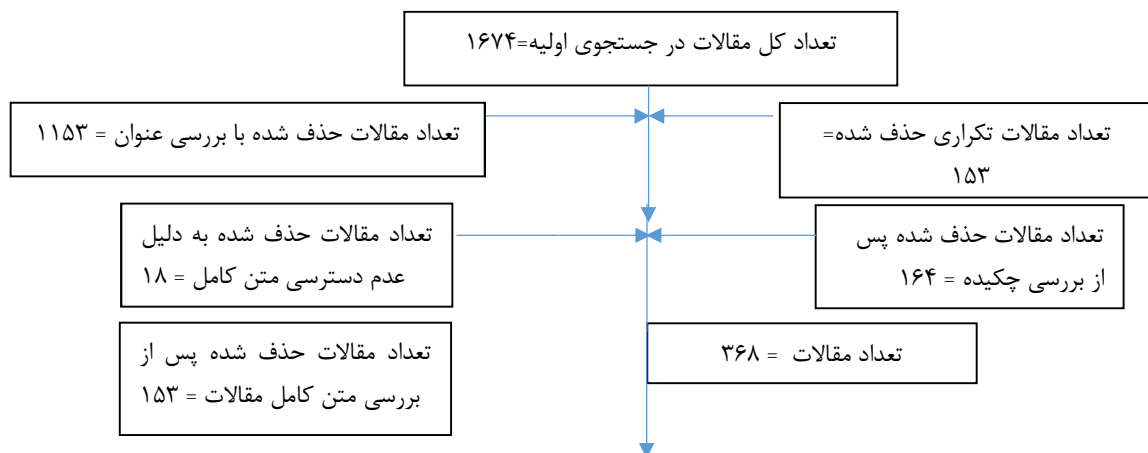 تعداد کل مقالات در جستجوی اولیه=۱۶۷۴
تعداد مقالات تکراری حذف شده=
۱۵۳
تعداد مقالات حذف شده با بررسی عنوان = ۱۱۵۳
تعداد مقالات حذف شده پس
از بررسی چکیده = ۱۶۴
تعداد مقالات حذف شده به دلیل
عدم دسترسی متن کامل = ۱۸
تعداد مقالات = ۳۶۸
تعداد مقالات حذف شده پس از
بررسی متن کامل مقالات = ۱۵۳